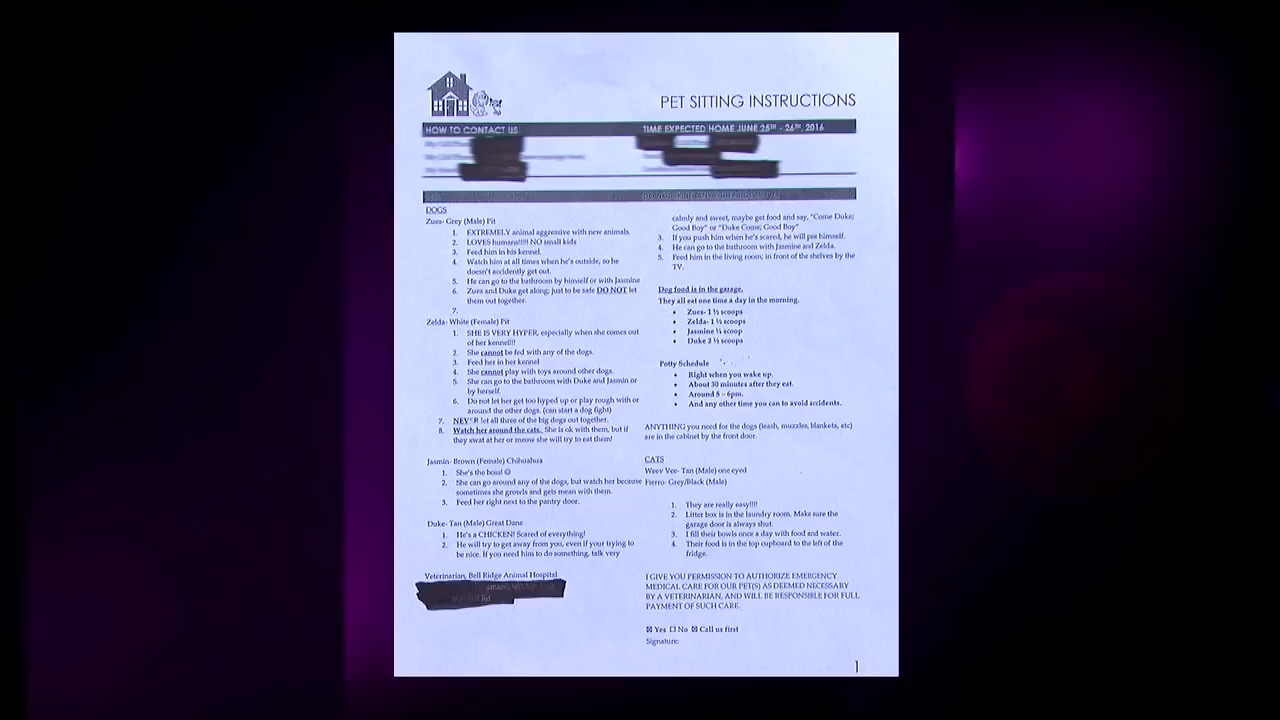 PET SITTING INSTRUCTIONS
HOW TO CONTACT US
TIME EXPECTED HOME JUNE 25TH - 26TH, 2016
DOGS
Zues- Grey (Male) Pit
1. EXTREMELY animal aggressive with new animals.
2. LOVES humans!!!!! NO small kids
3. Feed him in his kennel.
4. Watch him at all times when he's outside, so he
doesn't accidently get out.
5. He can go to the bathroom by himself or with Jasmine
6. Zues and Duke get along; just to be safe DO NOT let
them out together.
7.
Zelda- White (Female) Pit
1. SHE IS VERY HYPER, especially when she comes out
of her kennel!!!
2. She cannot be fed with any of the dogs.
3. Feed her in her kennel
4. She cannot play with toys around other dogs.
5. She can go to the bathroom with Duke and Jasmin or
by herself.
6. Do not let her get too hyped up or play rough with or
around the other dogs. (can start a dog fight)
7. NEVER let all three of the big dogs out together.
8. Watch her around the cats. She is ok with them, but if
they swat at her or meow she will try to eat them!
Jasmin- Brown (Female) Chihuahua
1. She's the boss! ☺
2. She can go around any of the dogs, but watch her because
sometimes she growls and gets mean with them.
3. Feed her right next to the pantry door.
Duke- Tan (Male) Great Dane
1. He's a CHICKEN! Scared of everything!
2. He will try to get away from you, even if your trying to
be nice. If you need him to do something, talk very
Veterinarian, Bell Ridge Animal Hospital
calmly and sweet, maybe get food and say, "Come Duke;
Good Boy" or "Duke Come; Good Boy"
3. If you push him when he's scared, he will pee himself.
4. He can go to the bathroom with Jasmine and Zelda.
5. Feed him in the living room; in front of the shelves by the
TV.
Dog food is in the garage.
They all eat one time a day in the morning.
• Zues- 1 ½ scoops
• Zelda- 1 ½ scoops
• Jasmine ¼ scoop
• Duke 2 ½ scoops
Potty Schedule
• Right when you wake up.
• About 30 minutes after they eat.
• Around 5 – 6pm.
• And any other time you can to avoid accidents.
ANYTHING you need for the dogs (leash, muzzles, blankets, etc)
are in the cabinet by the front door.
CATS
Weev Vee- Tan (Male) one eyed
Fierro- Grey/Black (Male)
1. They are really easy!!!!
2. Litter box is in the laundry room. Make sure the
garage door is always shut.
3. I fill their bowls once a day with food and water.
4. Their food is in the top cupboard to the left of the
fridge.
I GIVE YOU PERMISSION TO AUTHORIZE EMERGENCY
MEDICAL CARE FOR OUR PET(S) AS DEEMED NECESSARY
BY A VETERINARIAN, AND WILL BE RESPONSIBLE FOR FULL
PAYMENT OF SUCH CARE.
☒ Yes ☐ No ☒ Call us first
Signature:
1